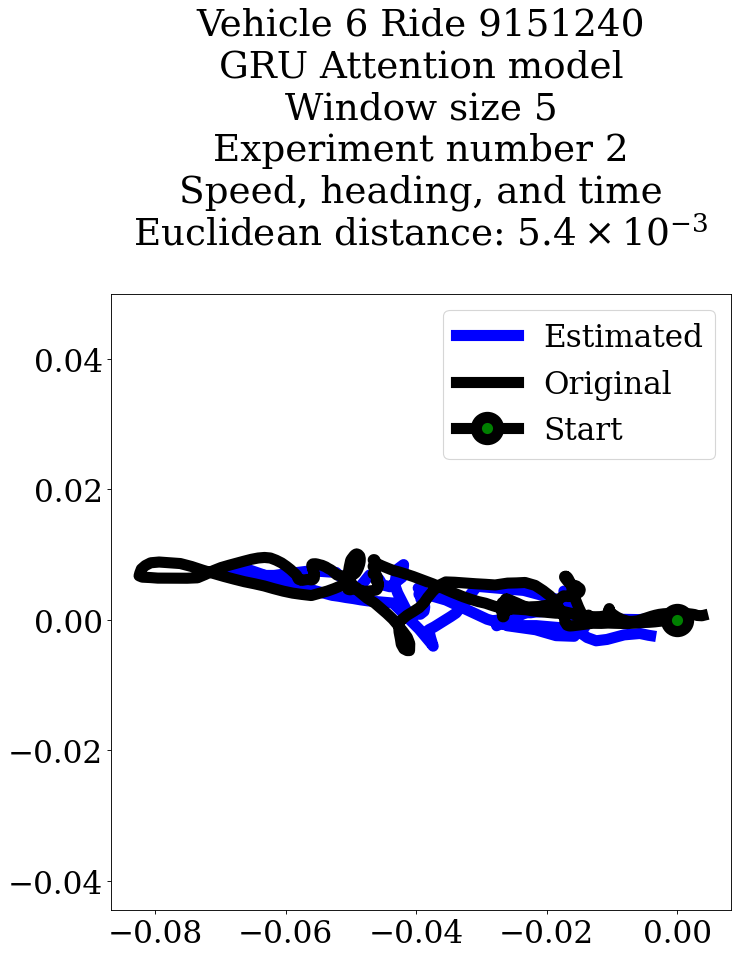 Vehicle 6 Ride 9151240
GRU Attention model
Window size 5
Experiment number 2
Speed, heading, and time
Euclidean distance: 5.4 × 10⁻³
Estimated
Original
Start
0.04
0.02
0.00
−0.02
−0.04
−0.08 −0.06 −0.04 −0.02 0.00